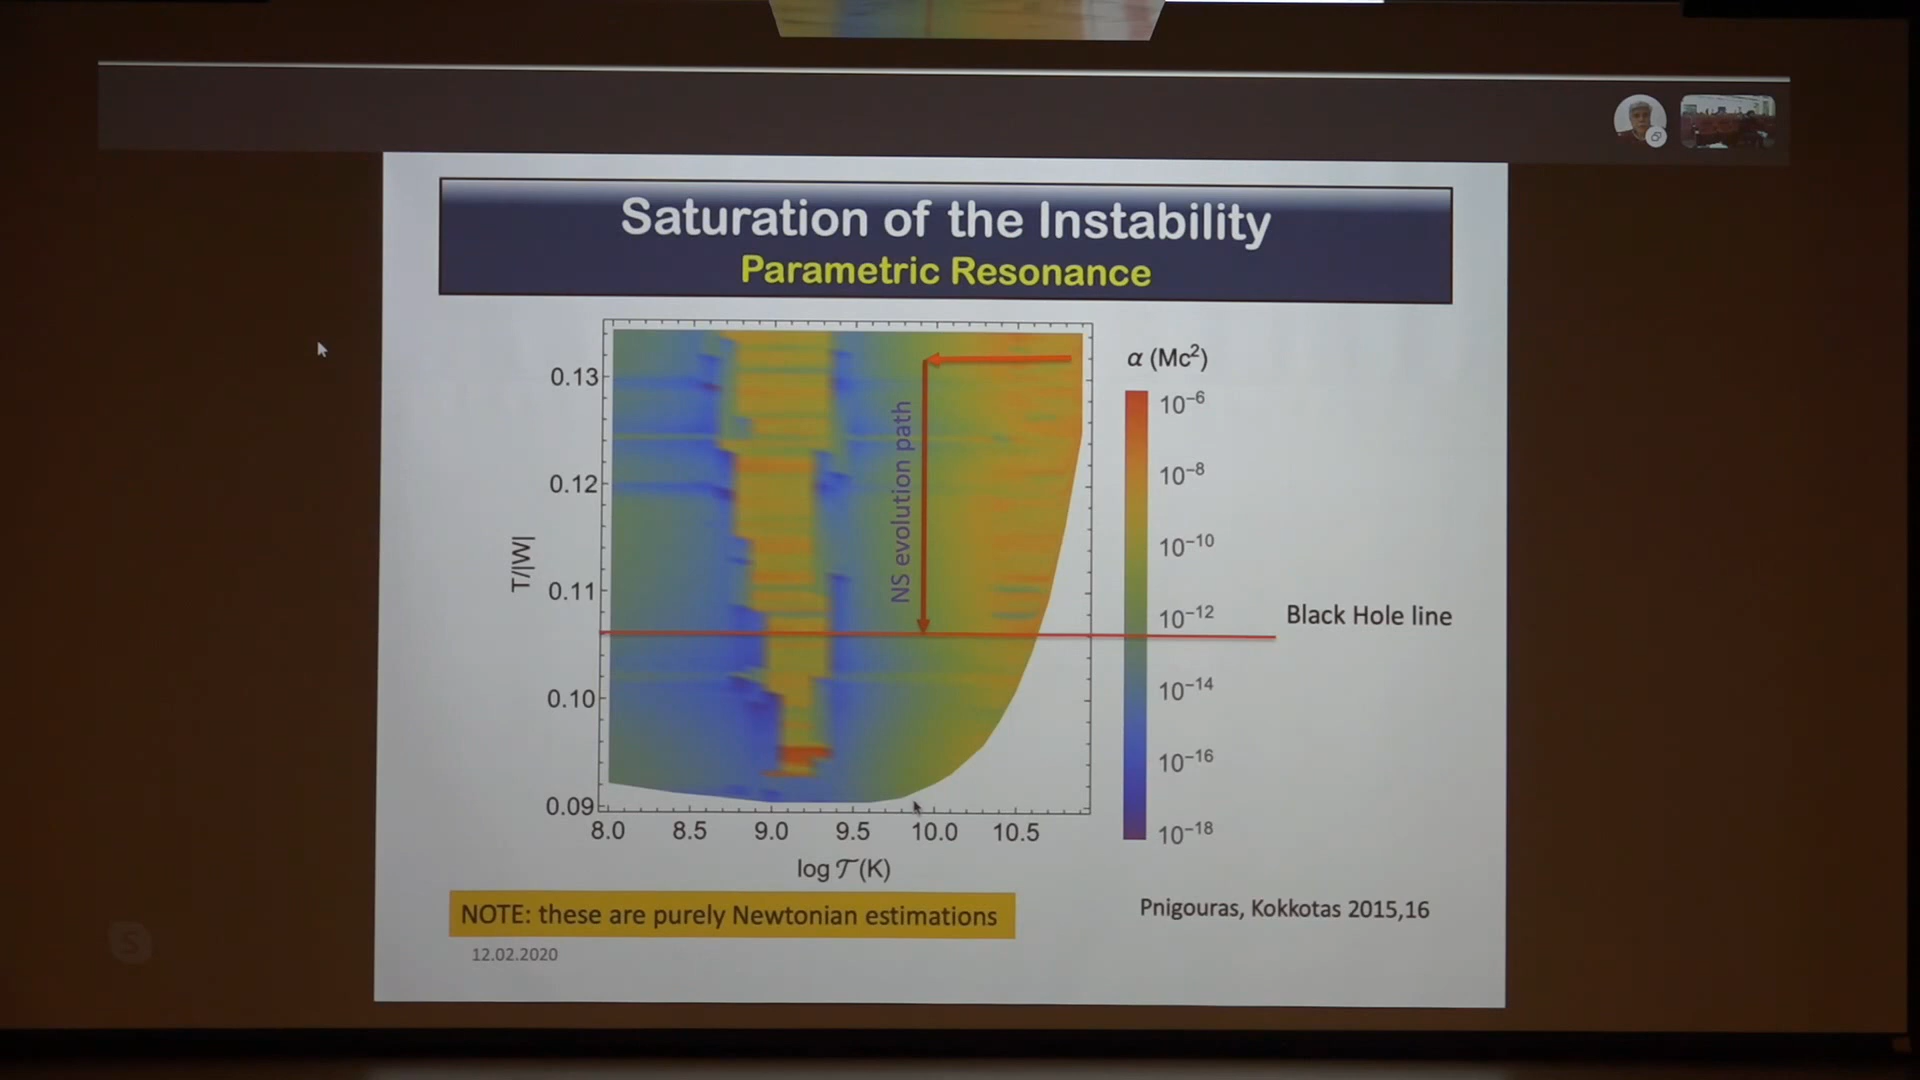 Saturation of the Instability
Parametric Resonance
α (Mc²)
10⁻⁶
10⁻⁸
10⁻¹⁰
10⁻¹²
10⁻¹⁴
10⁻¹⁶
10⁻¹⁸
0.13
0.12
0.11
0.10
0.09
T/|W|
NS evolution path
Black Hole line
8.0 8.5 9.0 9.5 10.0 10.5
log 𝒯 (K)
NOTE: these are purely Newtonian estimations
Pnigouras, Kokkotas 2015,16
12.02.2020
S